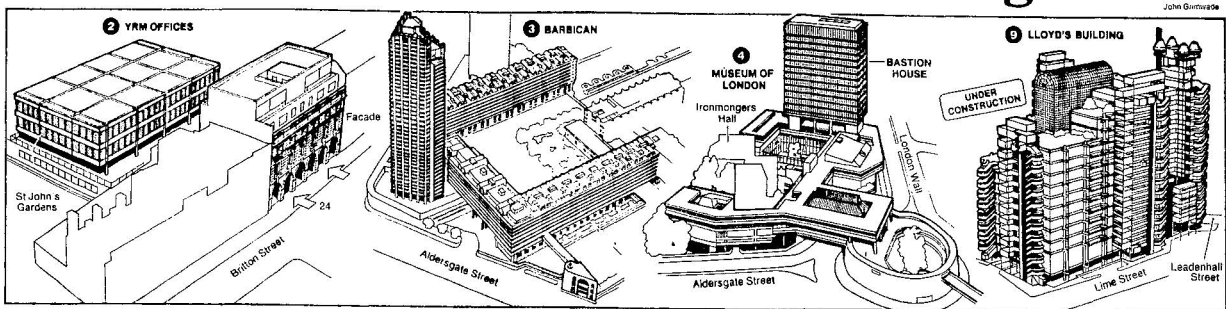 John Grimwade
2 YRM OFFICES
Facade
St John's
Gardens
24
Britton Street
3 BARBICAN
Aldersgate Street
4
MUSEUM OF
LONDON
BASTION
HOUSE
Ironmongers
Hall
London Wall
Aldersgate Street
9 LLOYD'S BUILDING
UNDER
CONSTRUCTION
Lime Street
Leadenhall
Street